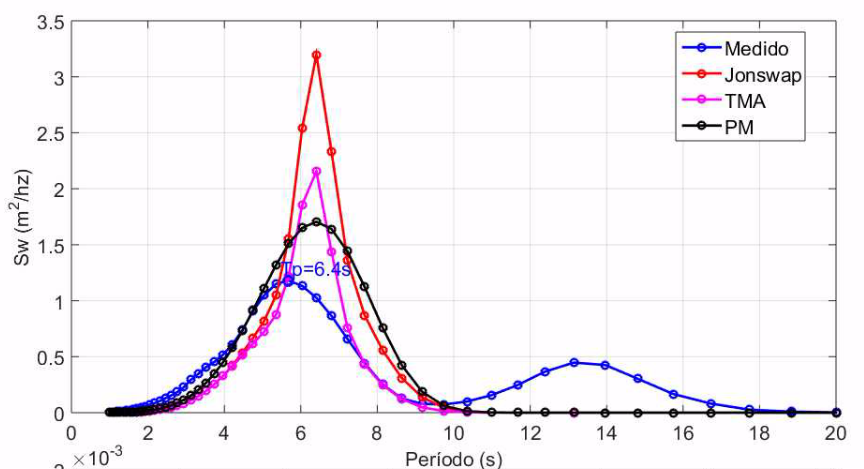 3.5
3
2.5
2
1.5
1
0.5
0
Sw (m²/hz)
Medido
Jonswap
TMA
PM
Tp=6.4s
0 2 4 6 8 10 12 14 16 18 20
×10⁻³
Período (s)